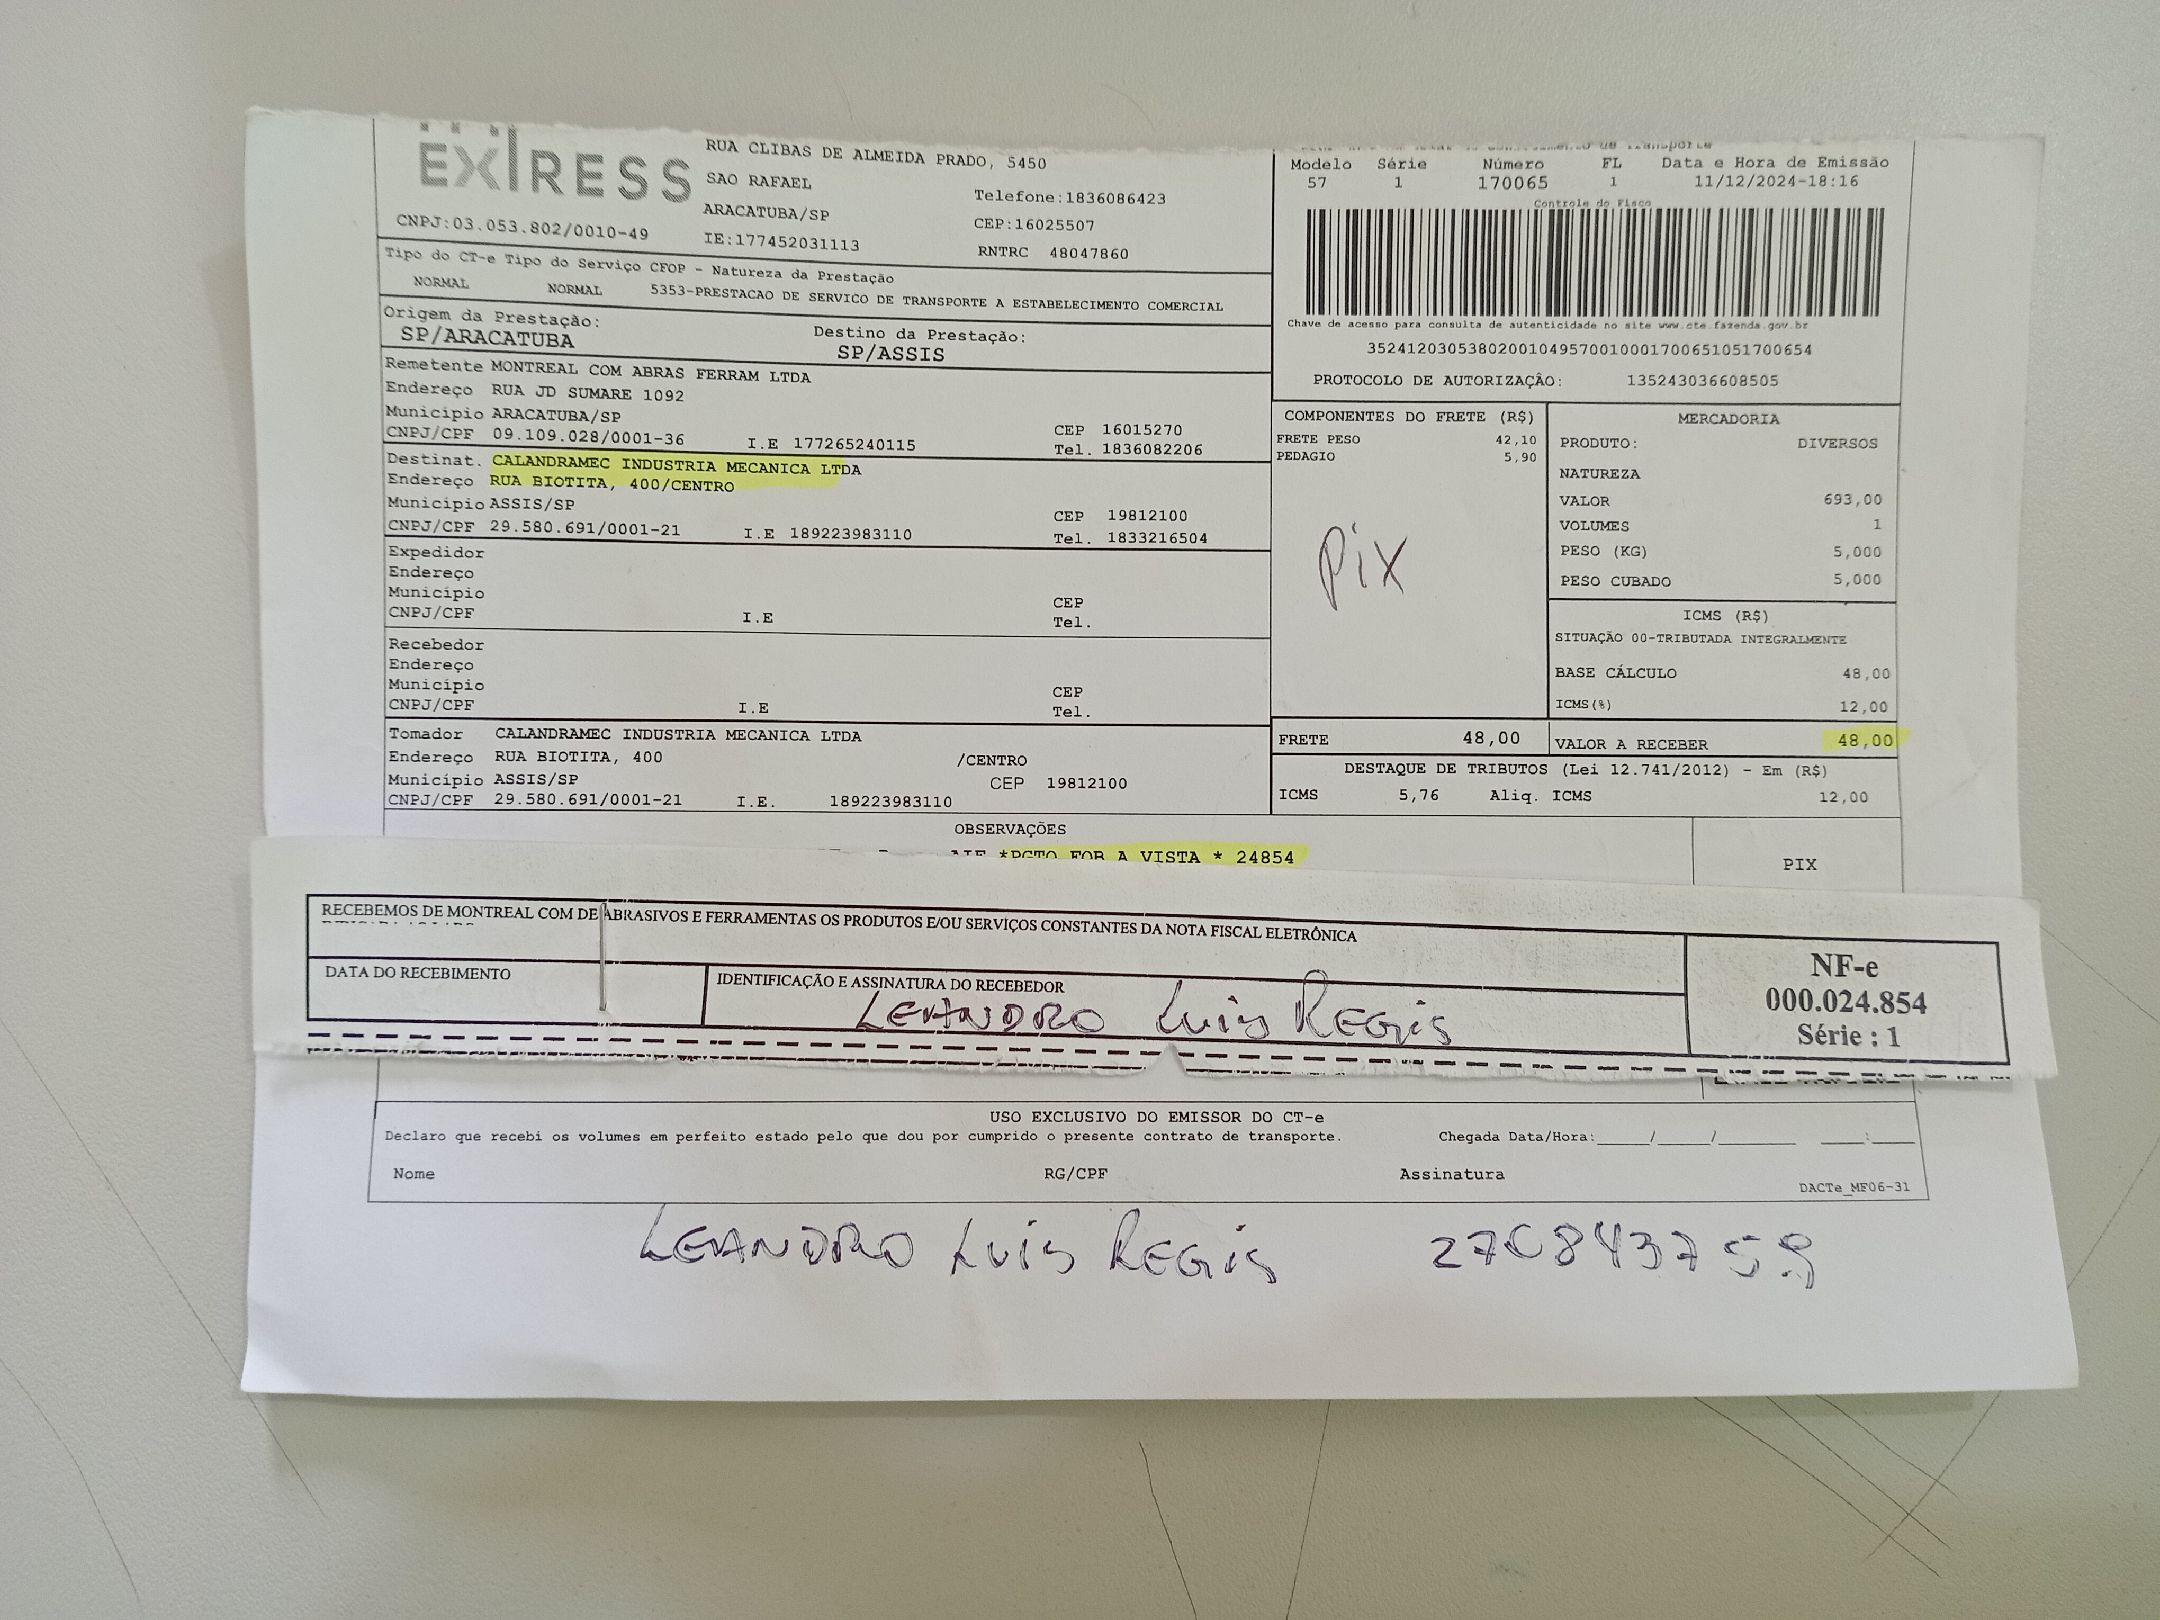 EXPRESS
RUA CLIBAS DE ALMEIDA PRADO, 5450
SAO RAFAEL
Telefone:1836086423
ARACATUBA/SP
CEP:16025507
CNPJ:03.053.802/0010-49
IE:177452031113
RNTRC 48047860
Modelo Série Número FL Data e Hora de Emissão
57 1 170065 1 11/12/2024-18:16
Controle do Fisco
Chave de acesso para consulta de autenticidade no site www.cte.fazenda.gov.br
35241203053802001049570010001700651051700654
PROTOCOLO DE AUTORIZAÇÃO: 135243036608505
Tipo do CT-e Tipo do Serviço CFOP - Natureza da Prestação
NORMAL NORMAL 5353-PRESTACAO DE SERVICO DE TRANSPORTE A ESTABELECIMENTO COMERCIAL
Origem da Prestação: Destino da Prestação:
SP/ARACATUBA SP/ASSIS
Remetente MONTREAL COM ABRAS FERRAM LTDA
Endereço RUA JD SUMARE 1092
Município ARACATUBA/SP CEP 16015270
CNPJ/CPF 09.109.028/0001-36 I.E 177265240115 Tel. 1836082206
Destinat. CALANDRAMEC INDUSTRIA MECANICA LTDA
Endereço RUA BIOTITA, 400/CENTRO
Município ASSIS/SP CEP 19812100
CNPJ/CPF 29.580.691/0001-21 I.E 189223983110 Tel. 1833216504
Expedidor
Endereço
Município CEP
CNPJ/CPF I.E Tel.
Recebedor
Endereço
Município CEP
CNPJ/CPF I.E Tel.
Tomador CALANDRAMEC INDUSTRIA MECANICA LTDA
Endereço RUA BIOTITA, 400 /CENTRO
Município ASSIS/SP CEP 19812100
CNPJ/CPF 29.580.691/0001-21 I.E. 189223983110
COMPONENTES DO FRETE (R$)
FRETE PESO 42,10
PEDAGIO 5,90
Pix
MERCADORIA
PRODUTO: DIVERSOS
NATUREZA
VALOR 693,00
VOLUMES 1
PESO (KG) 5,000
PESO CUBADO 5,000
ICMS (R$)
SITUAÇÃO 00-TRIBUTADA INTEGRALMENTE
BASE CÁLCULO 48,00
ICMS(%) 12,00
FRETE 48,00 VALOR A RECEBER 48,00
DESTAQUE DE TRIBUTOS (Lei 12.741/2012) - Em (R$)
ICMS 5,76 Aliq. ICMS 12,00
OBSERVAÇÕES
*PGTO FOB A VISTA * 24854
PIX
RECEBEMOS DE MONTREAL COM DE ABRASIVOS E FERRAMENTAS OS PRODUTOS E/OU SERVIÇOS CONSTANTES DA NOTA FISCAL ELETRÔNICA
DATA DO RECEBIMENTO
IDENTIFICAÇÃO E ASSINATURA DO RECEBEDOR
LEANDRO Luis REGis
NF-e
000.024.854
Série : 1
USO EXCLUSIVO DO EMISSOR DO CT-e
Declaro que recebi os volumes em perfeito estado pelo que dou por cumprido o presente contrato de transporte. Chegada Data/Hora:____/____/______ ___:___
Nome RG/CPF Assinatura
DACTe_MF06-31
LEANDRO Luis REGis 270843759